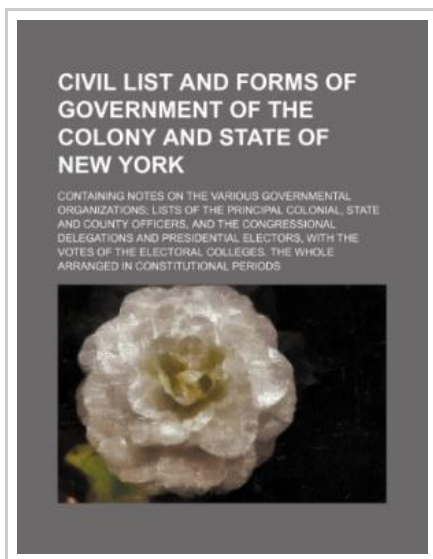 CIVIL LIST AND FORMS OF
GOVERNMENT OF THE
COLONY AND STATE OF
NEW YORK
CONTAINING NOTES ON THE VARIOUS GOVERNMENTAL
ORGANIZATIONS; LISTS OF THE PRINCIPAL COLONIAL, STATE
AND COUNTY OFFICERS, AND THE CONGRESSIONAL
DELEGATIONS AND PRESIDENTIAL ELECTORS, WITH THE
VOTES OF THE ELECTORAL COLLEGES. THE WHOLE
ARRANGED IN CONSTITUTIONAL PERIODS